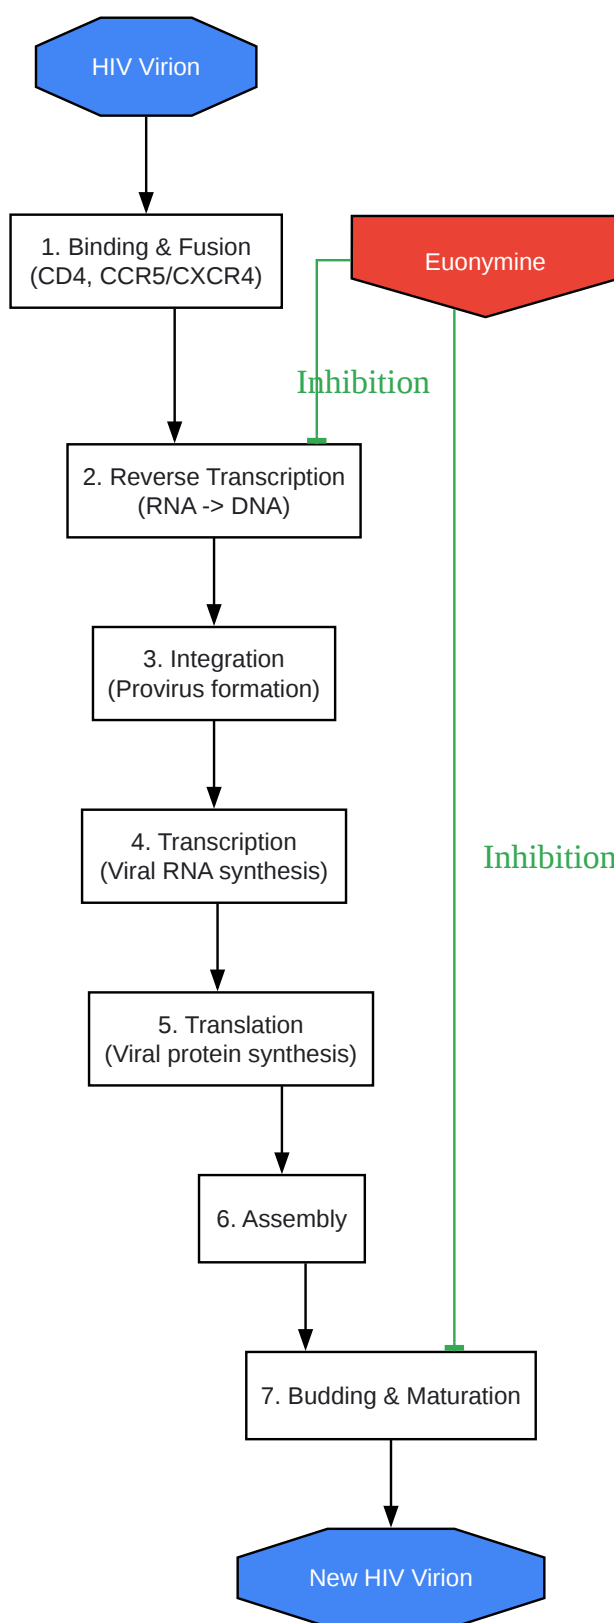 HIV Virion
1. Binding & Fusion
(CD4, CCR5/CXCR4)
Euonymine
Inhibition
2. Reverse Transcription
(RNA -> DNA)
3. Integration
(Provirus formation)
4. Transcription
(Viral RNA synthesis)
Inhibition
5. Translation
(Viral protein synthesis)
6. Assembly
7. Budding & Maturation
New HIV Virion